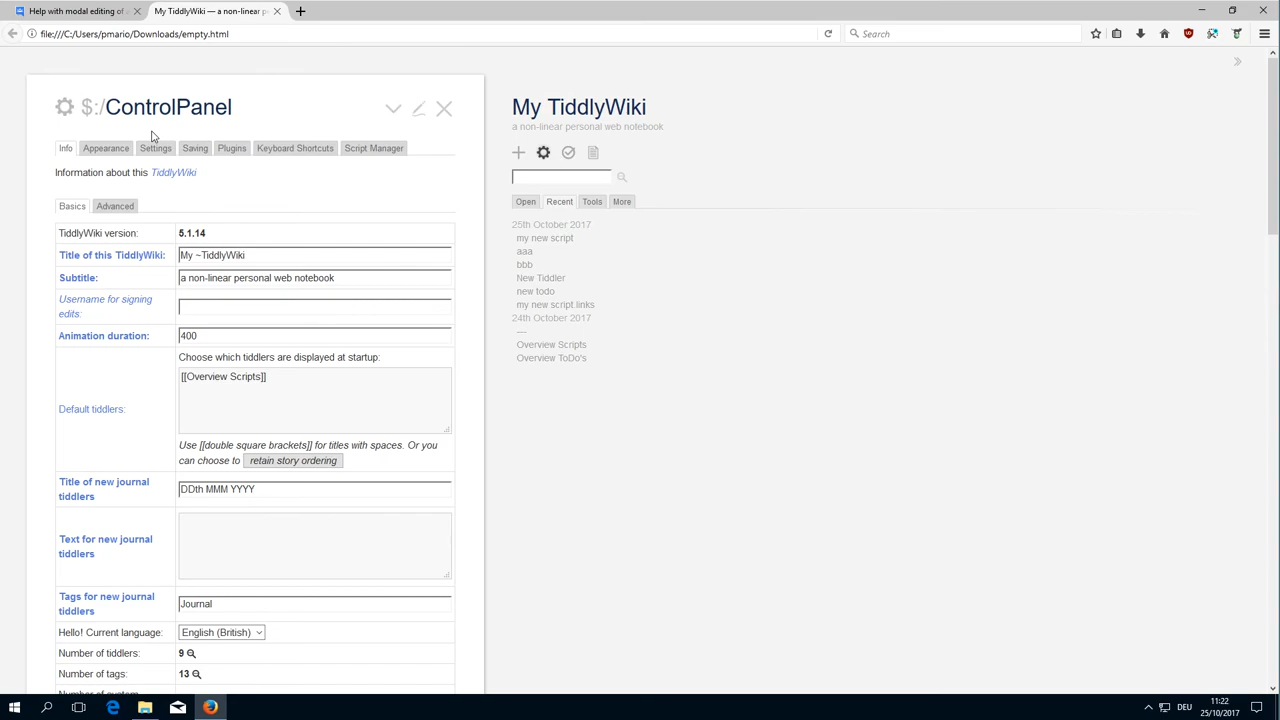 Help with modal editing of
My TiddlyWiki — a non-linear p
file:///C:/Users/pmario/Downloads/empty.html
Search
$:/ControlPanel
Info
Appearance
Settings
Saving
Plugins
Keyboard Shortcuts
Script Manager
Information about this TiddlyWiki
Basics
Advanced
TiddlyWiki version: 5.1.14
Title of this TiddlyWiki: My ~TiddlyWiki
Subtitle: a non-linear personal web notebook
Username for signing
edits:
Animation duration: 400
Choose which tiddlers are displayed at startup:
[[Overview Scripts]]
Default tiddlers:
Use [[double square brackets]] for titles with spaces. Or you
can choose to retain story ordering
Title of new journal
tiddlers
DDth MMM YYYY
Text for new journal
tiddlers
Tags for new journal
tiddlers
Journal
Hello! Current language: English (British)
Number of tiddlers: 9
Number of tags: 13
My TiddlyWiki
a non-linear personal web notebook
Open
Recent
Tools
More
25th October 2017
my new script
aaa
bbb
New Tiddler
new todo
my new script links
24th October 2017
---
Overview Scripts
Overview ToDo's
DEU
11:22
25/10/2017